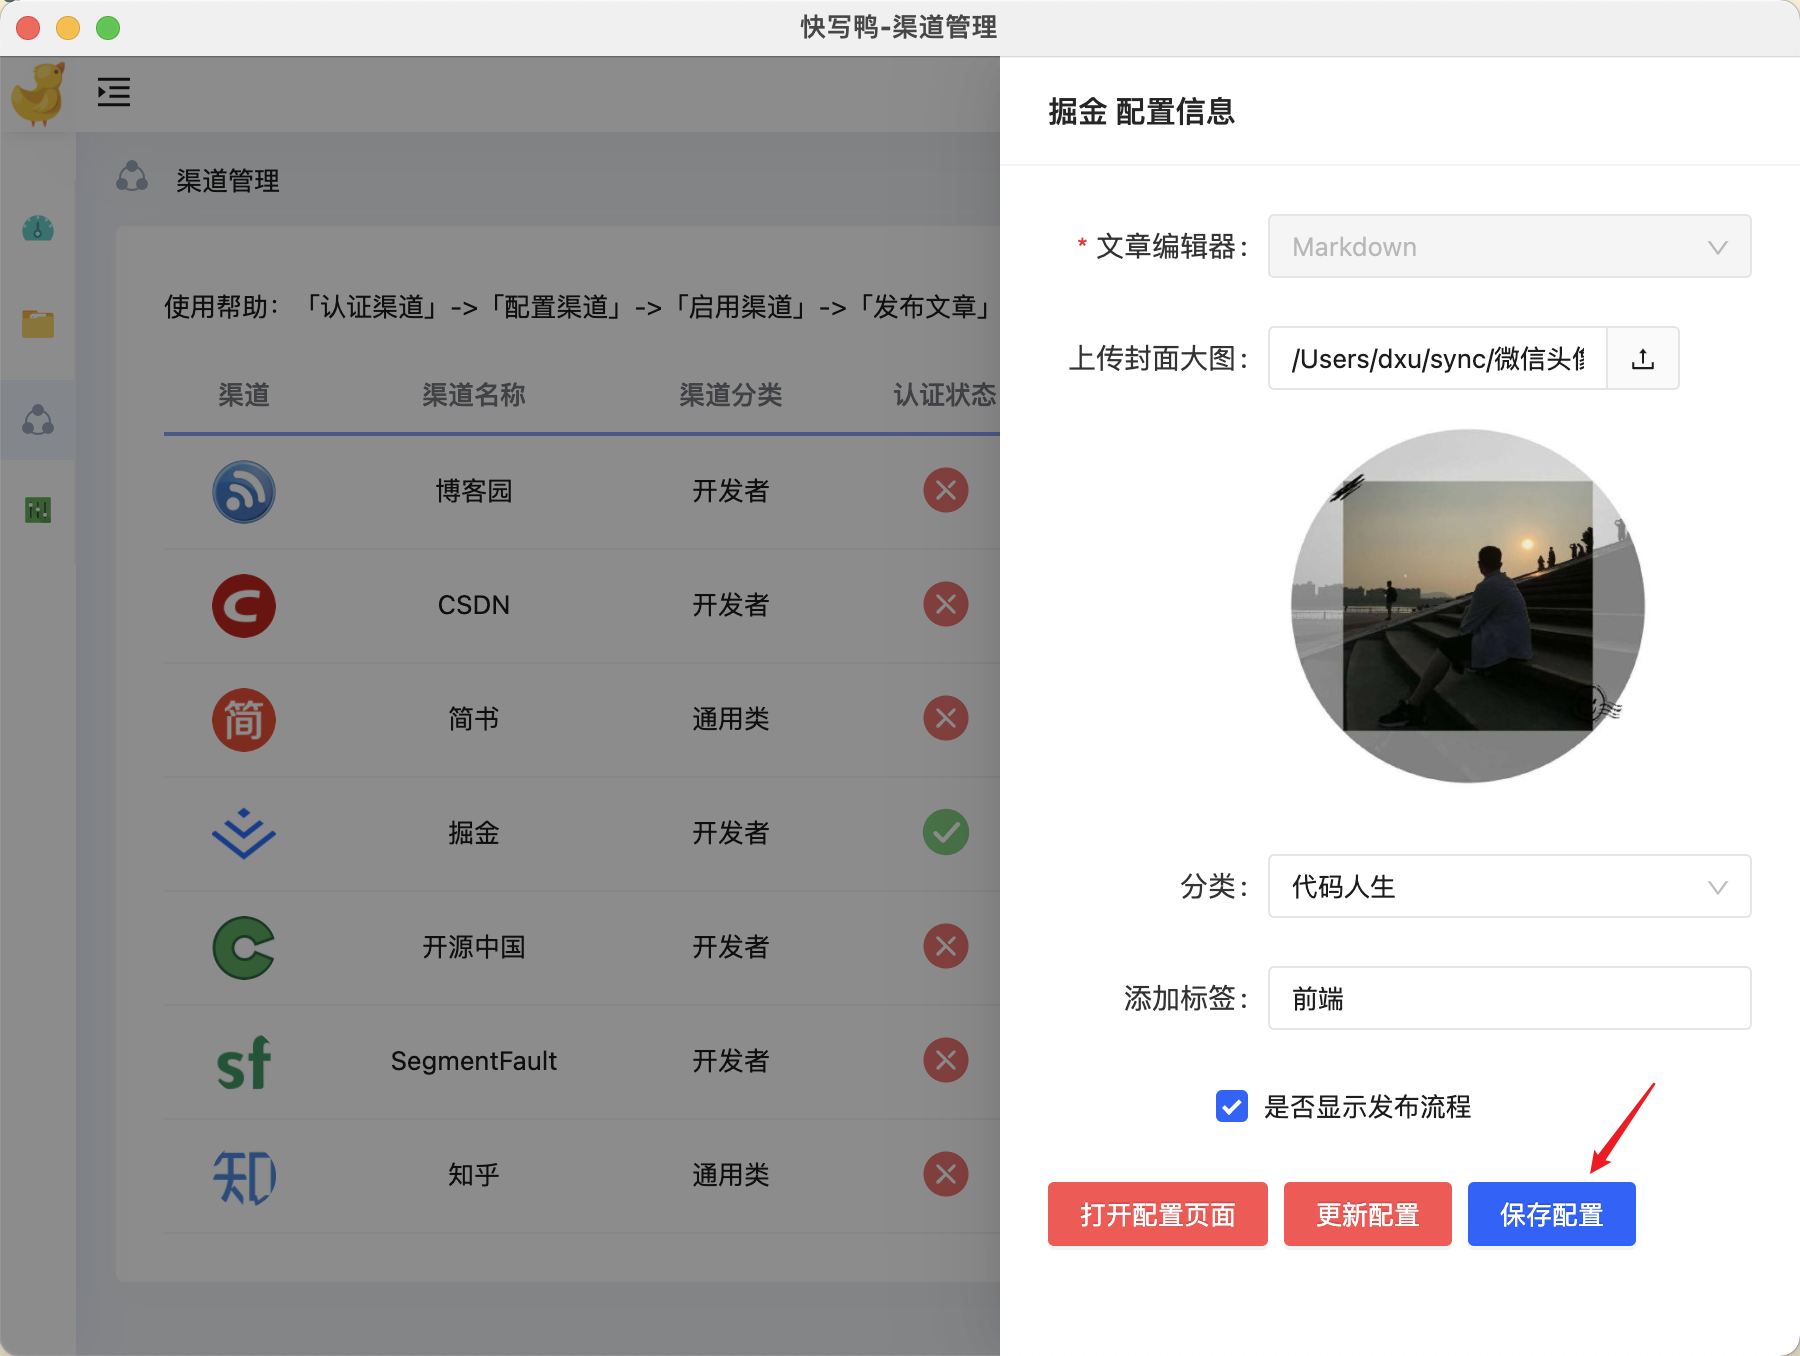 快写鸭-渠道管理
渠道管理
使用帮助：「认证渠道」->「配置渠道」->「启用渠道」->「发布文章」
渠道 渠道名称 渠道分类 认证状态
博客园 开发者
CSDN 开发者
简 简书 通用类
掘金 开发者
开源中国 开发者
sf SegmentFault 开发者
知 知乎 通用类
掘金 配置信息
* 文章编辑器： Markdown
上传封面大图： /Users/dxu/sync/微信头像
分类： 代码人生
添加标签： 前端
是否显示发布流程
打开配置页面 更新配置 保存配置